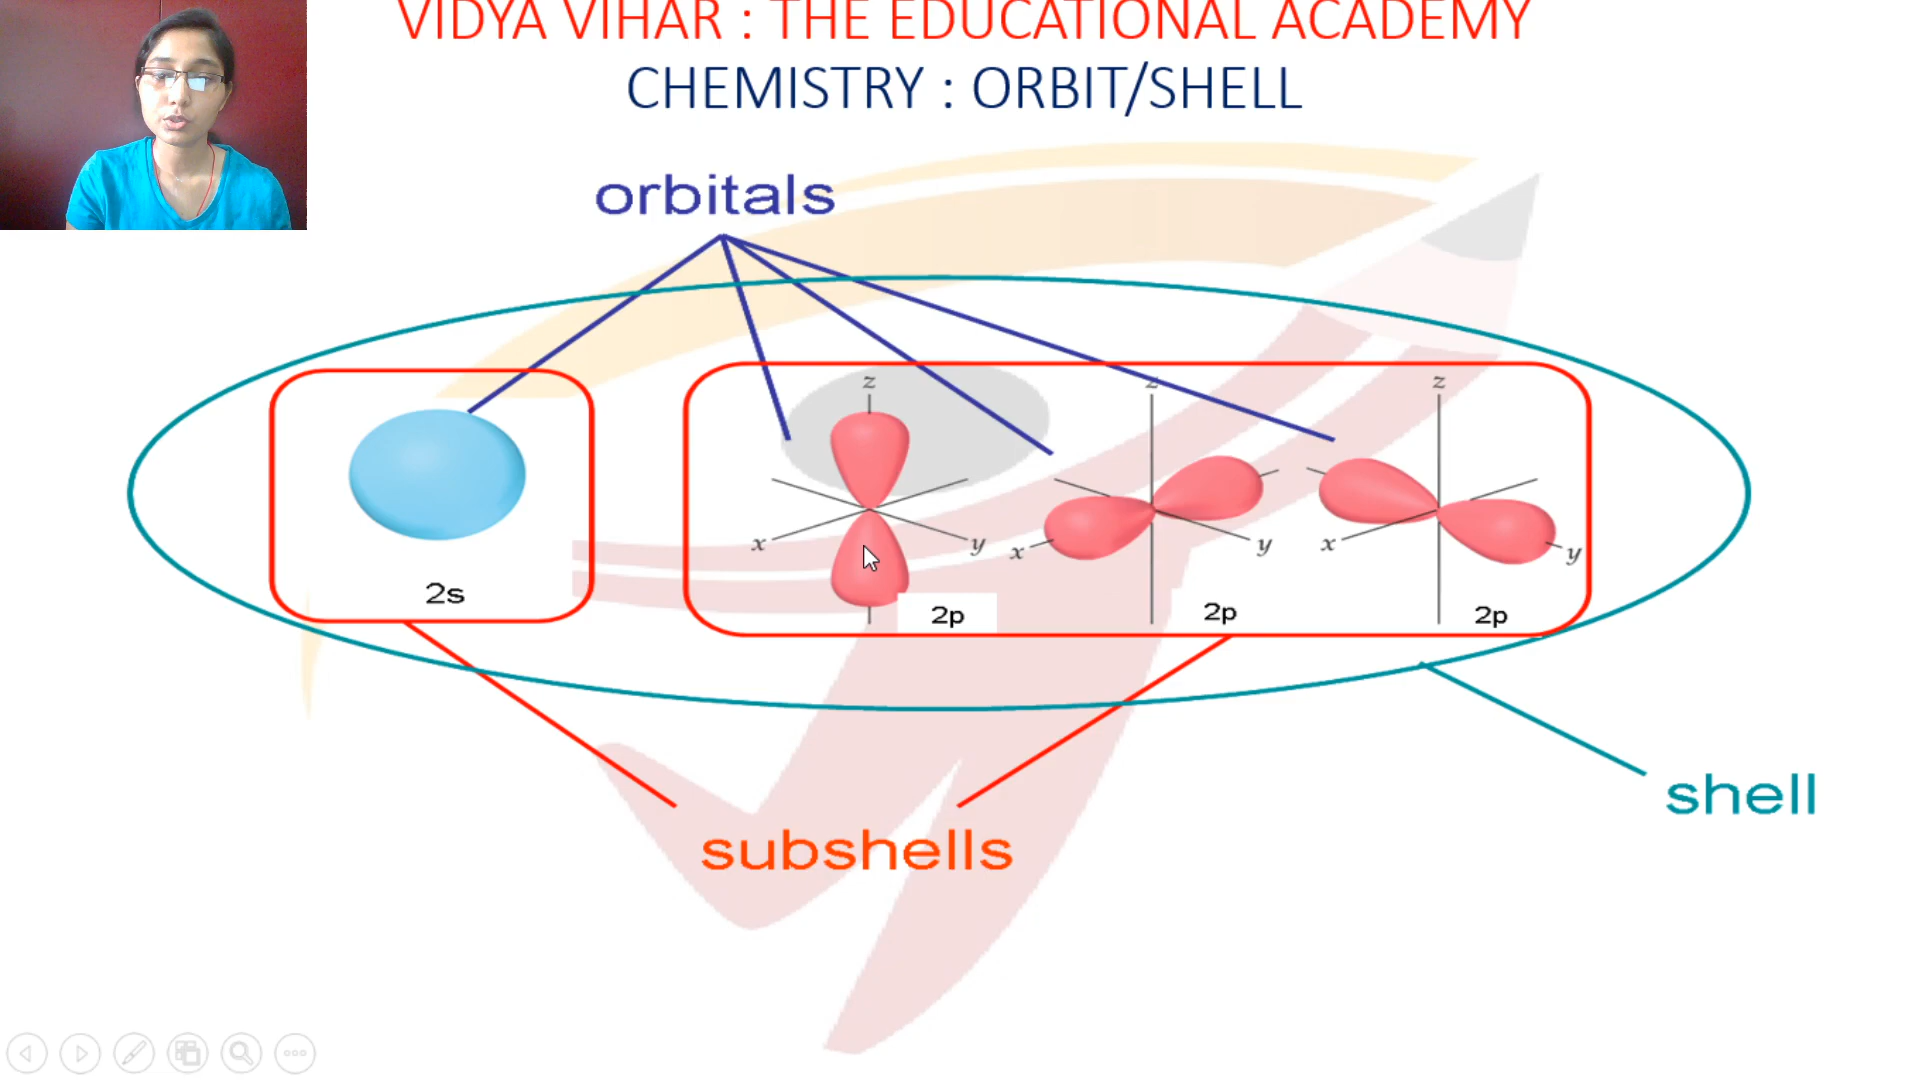 VIDYA VIHAR : THE EDUCATIONAL ACADEMY
CHEMISTRY : ORBIT/SHELL
orbitals
z
z
z
x
y
x
y
x
y
2s
2p
2p
2p
shell
subshells